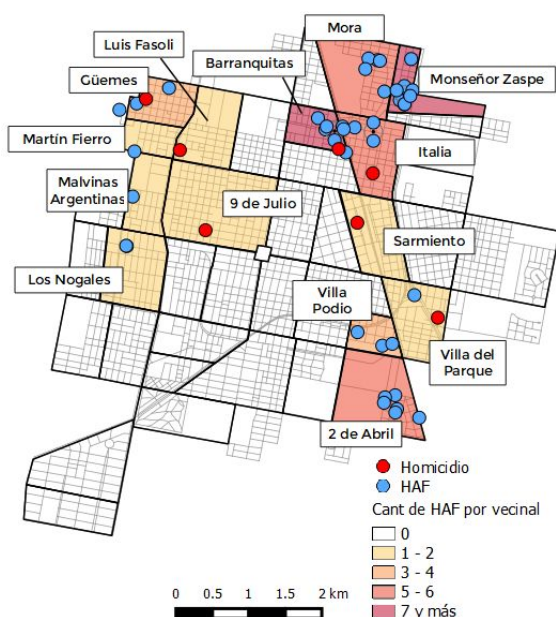 Mora
Luis Fasoli
Barranquitas
Güemes
Monseñor Zaspe
Martín Fierro
Italia
Malvinas
Argentinas
9 de Julio
Sarmiento
Los Nogales
Villa
Podio
Villa del
Parque
2 de Abril
Homicidio
HAF
Cant de HAF por vecinal
0
1 - 2
3 - 4
5 - 6
7 y más
0 0.5 1 1.5 2 km